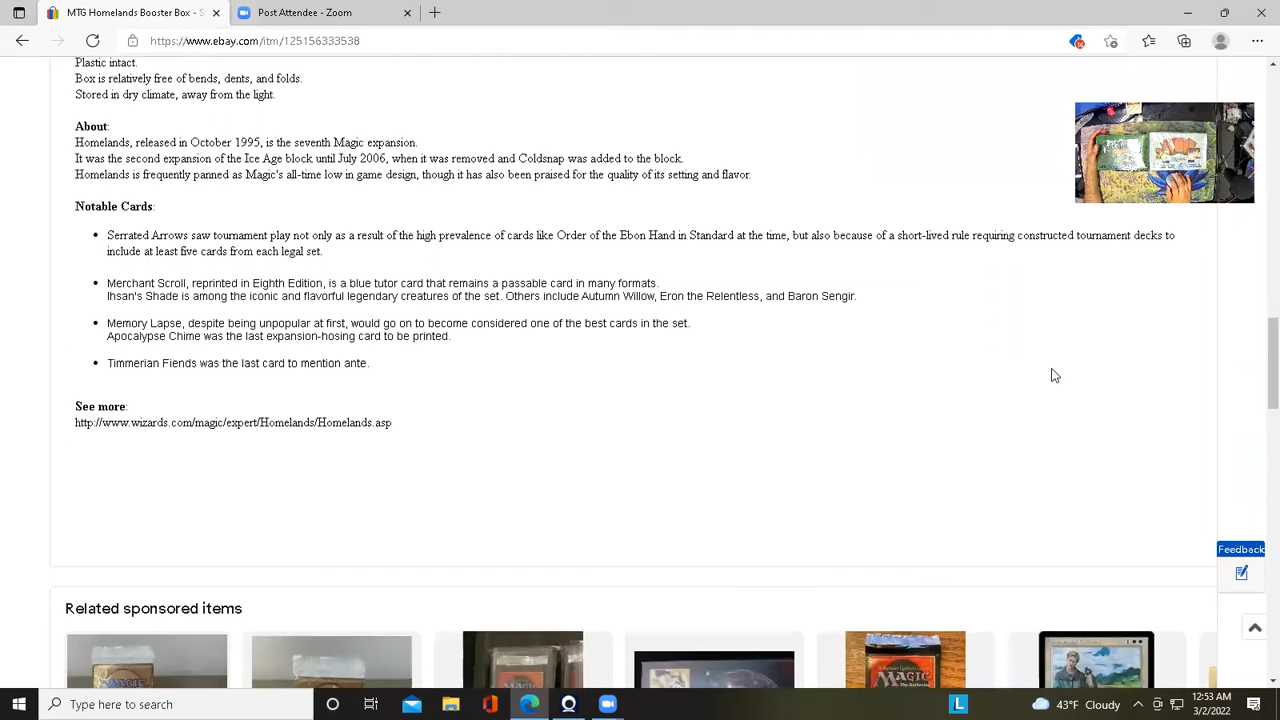 MTG Homelands Booster Box - S
Post Attendee - Zoom
https://www.ebay.com/itm/125156333538
Plastic intact.
Box is relatively free of bends, dents, and folds.
Stored in dry climate, away from the light.
About:
Homelands, released in October 1995, is the seventh Magic expansion.
It was the second expansion of the Ice Age block until July 2006, when it was removed and Coldsnap was added to the block.
Homelands is frequently panned as Magic's all-time low in game design, though it has also been praised for the quality of its setting and flavor.
Notable Cards:
Serrated Arrows saw tournament play not only as a result of the high prevalence of cards like Order of the Ebon Hand in Standard at the time, but also because of a short-lived rule requiring constructed tournament decks to
include at least five cards from each legal set.
Merchant Scroll, reprinted in Eighth Edition, is a blue tutor card that remains a passable card in many formats.
Ihsan's Shade is among the iconic and flavorful legendary creatures of the set. Others include Autumn Willow, Eron the Relentless, and Baron Sengir.
Memory Lapse, despite being unpopular at first, would go on to become considered one of the best cards in the set.
Apocalypse Chime was the last expansion-hosing card to be printed.
Timmerian Fiends was the last card to mention ante.
See more:
http://www.wizards.com/magic/expert/Homelands/Homelands.asp
Feedback
Related sponsored items
MAGIC
MAGIC
Type here to search
L
43°F Cloudy
12:53 AM
3/2/2022